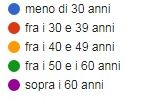 meno di 30 anni
fra i 30 e 39 anni
fra i 40 e 49 anni
fra i 50 e i 60 anni
sopra i 60 anni